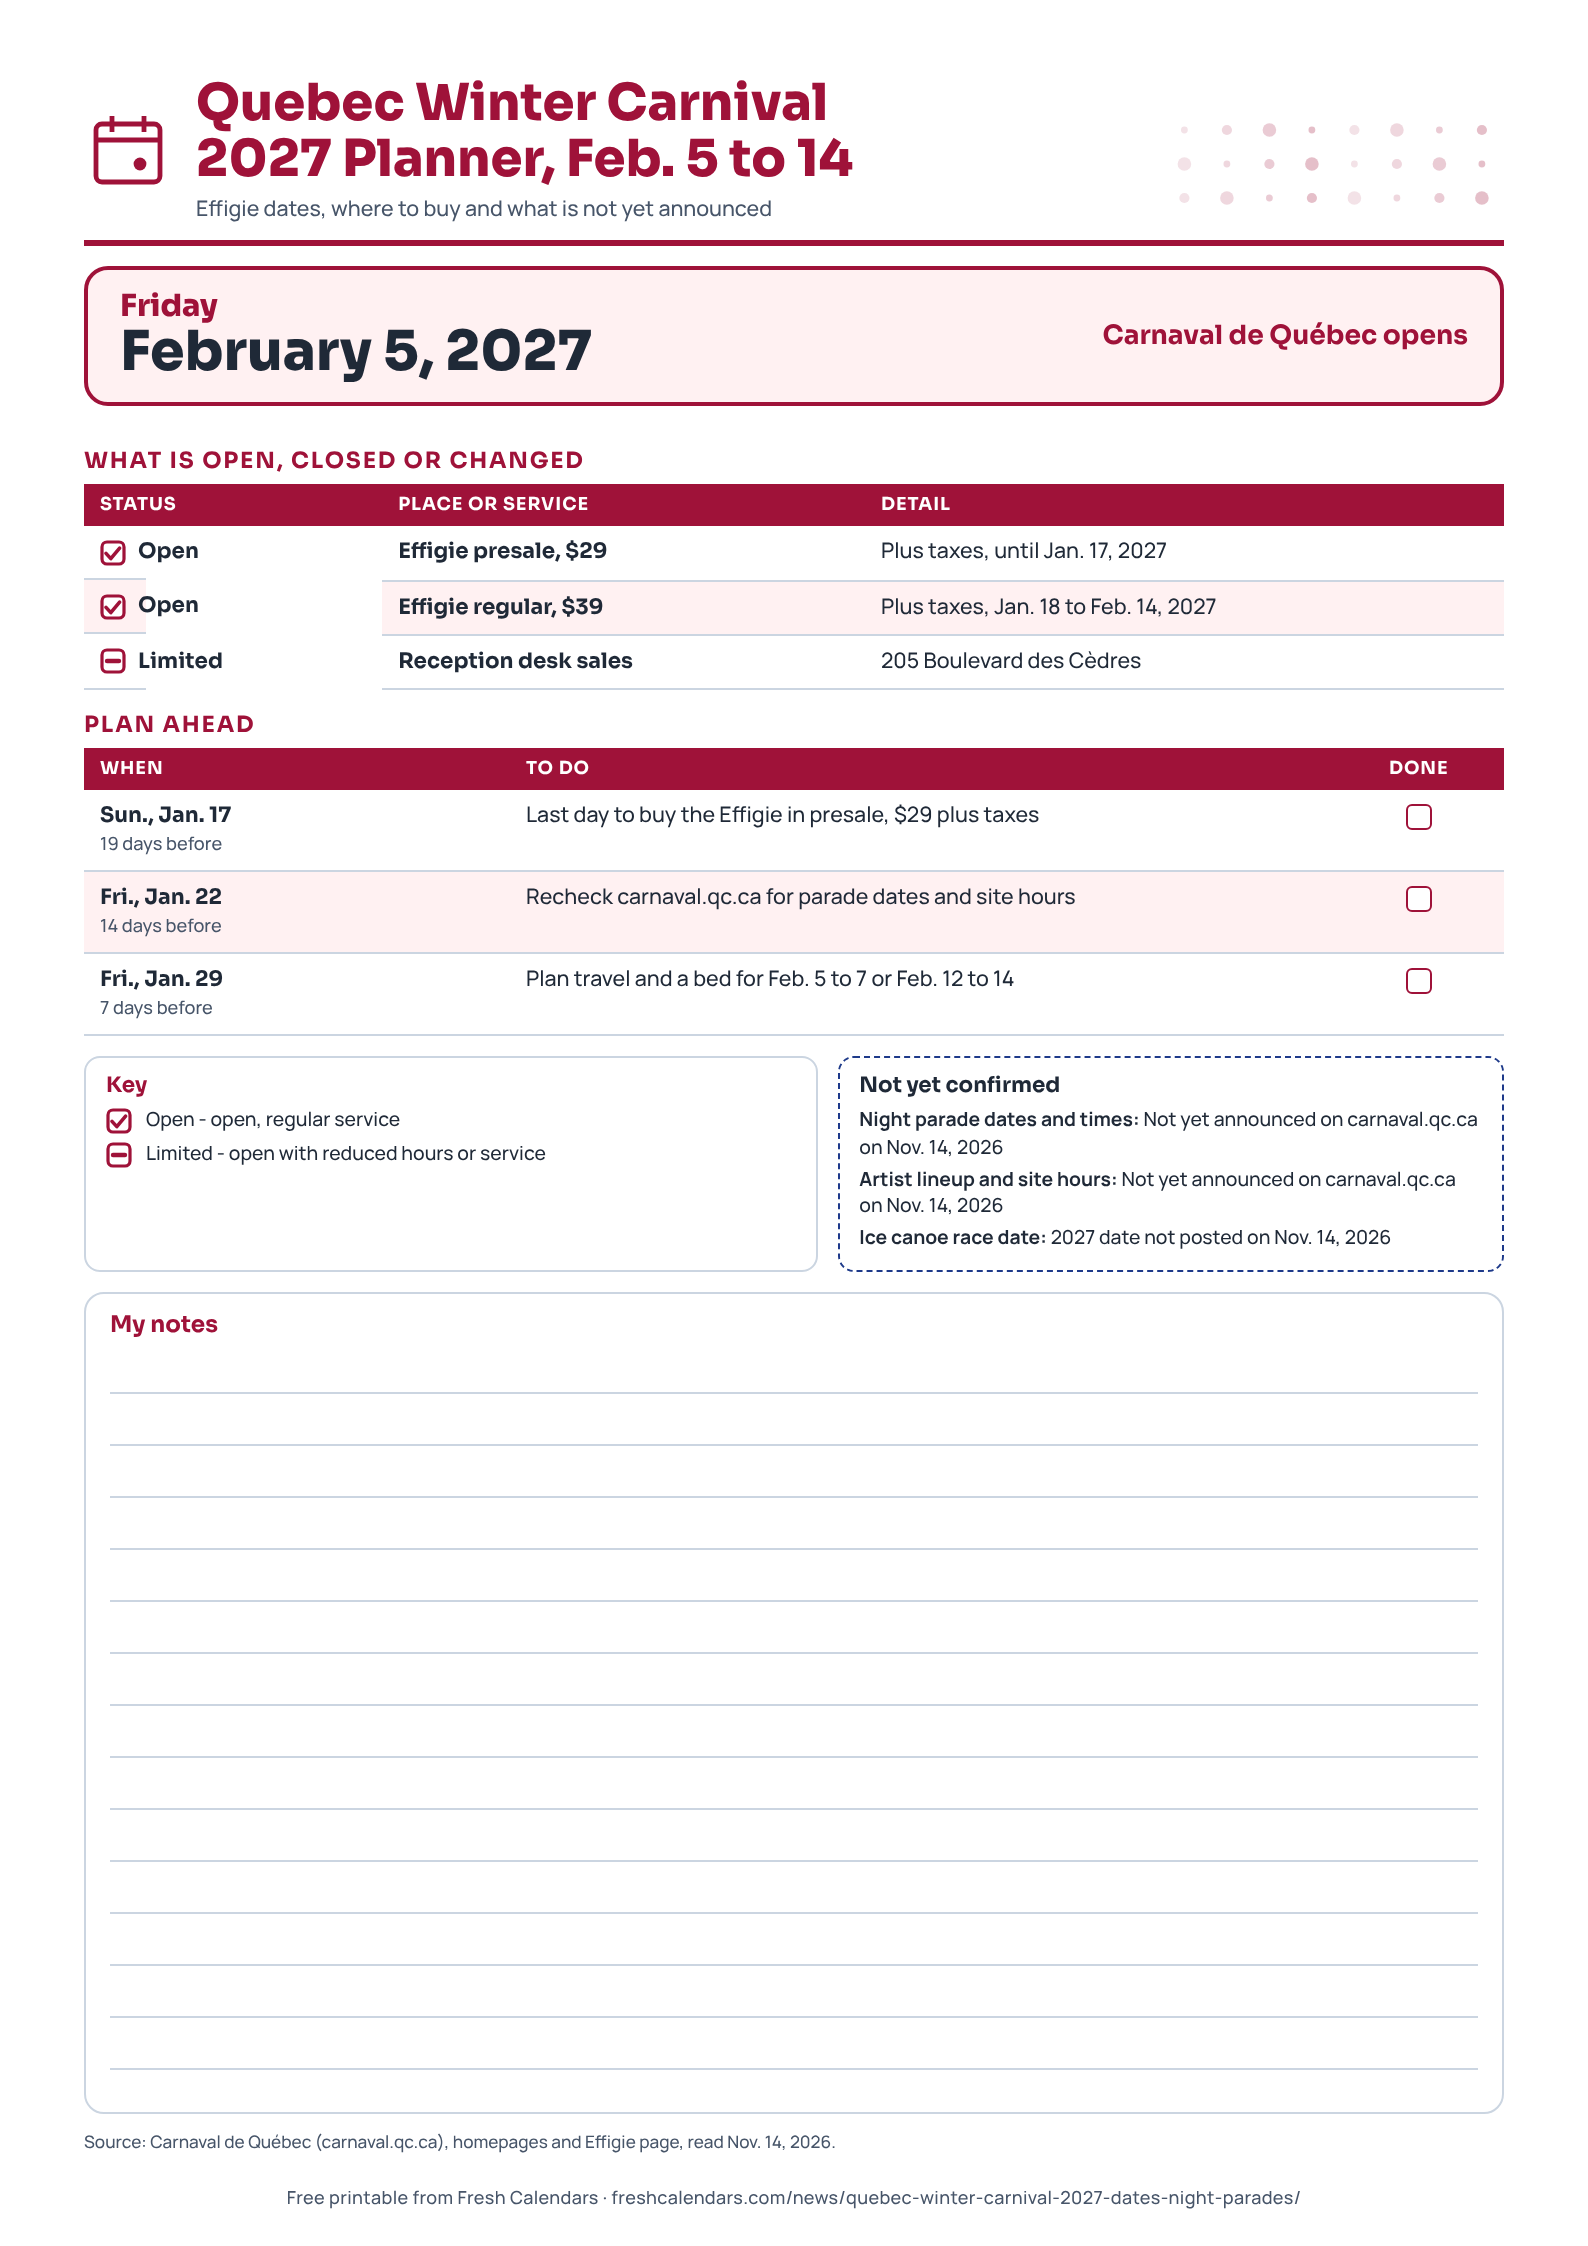 Quebec Winter Carnival
2027 Planner, Feb. 5 to 14
Effigie dates, where to buy and what is not yet announced
Friday
February 5, 2027
Carnaval de Québec opens
WHAT IS OPEN, CLOSED OR CHANGED
STATUS PLACE OR SERVICE DETAIL
Open Effigie presale, $29 Plus taxes, until Jan. 17, 2027
Open Effigie regular, $39 Plus taxes, Jan. 18 to Feb. 14, 2027
Limited Reception desk sales 205 Boulevard des Cèdres
PLAN AHEAD
WHEN TO DO DONE
Sun., Jan. 17 Last day to buy the Effigie in presale, $29 plus taxes
19 days before
Fri., Jan. 22 Recheck carnaval.qc.ca for parade dates and site hours
14 days before
Fri., Jan. 29 Plan travel and a bed for Feb. 5 to 7 or Feb. 12 to 14
7 days before
Key
Open - open, regular service
Limited - open with reduced hours or service
Not yet confirmed
Night parade dates and times: Not yet announced on carnaval.qc.ca
on Nov. 14, 2026
Artist lineup and site hours: Not yet announced on carnaval.qc.ca
on Nov. 14, 2026
Ice canoe race date: 2027 date not posted on Nov. 14, 2026
My notes
Source: Carnaval de Québec (carnaval.qc.ca), homepages and Effigie page, read Nov. 14, 2026.
Free printable from Fresh Calendars · freshcalendars.com/news/quebec-winter-carnival-2027-dates-night-parades/